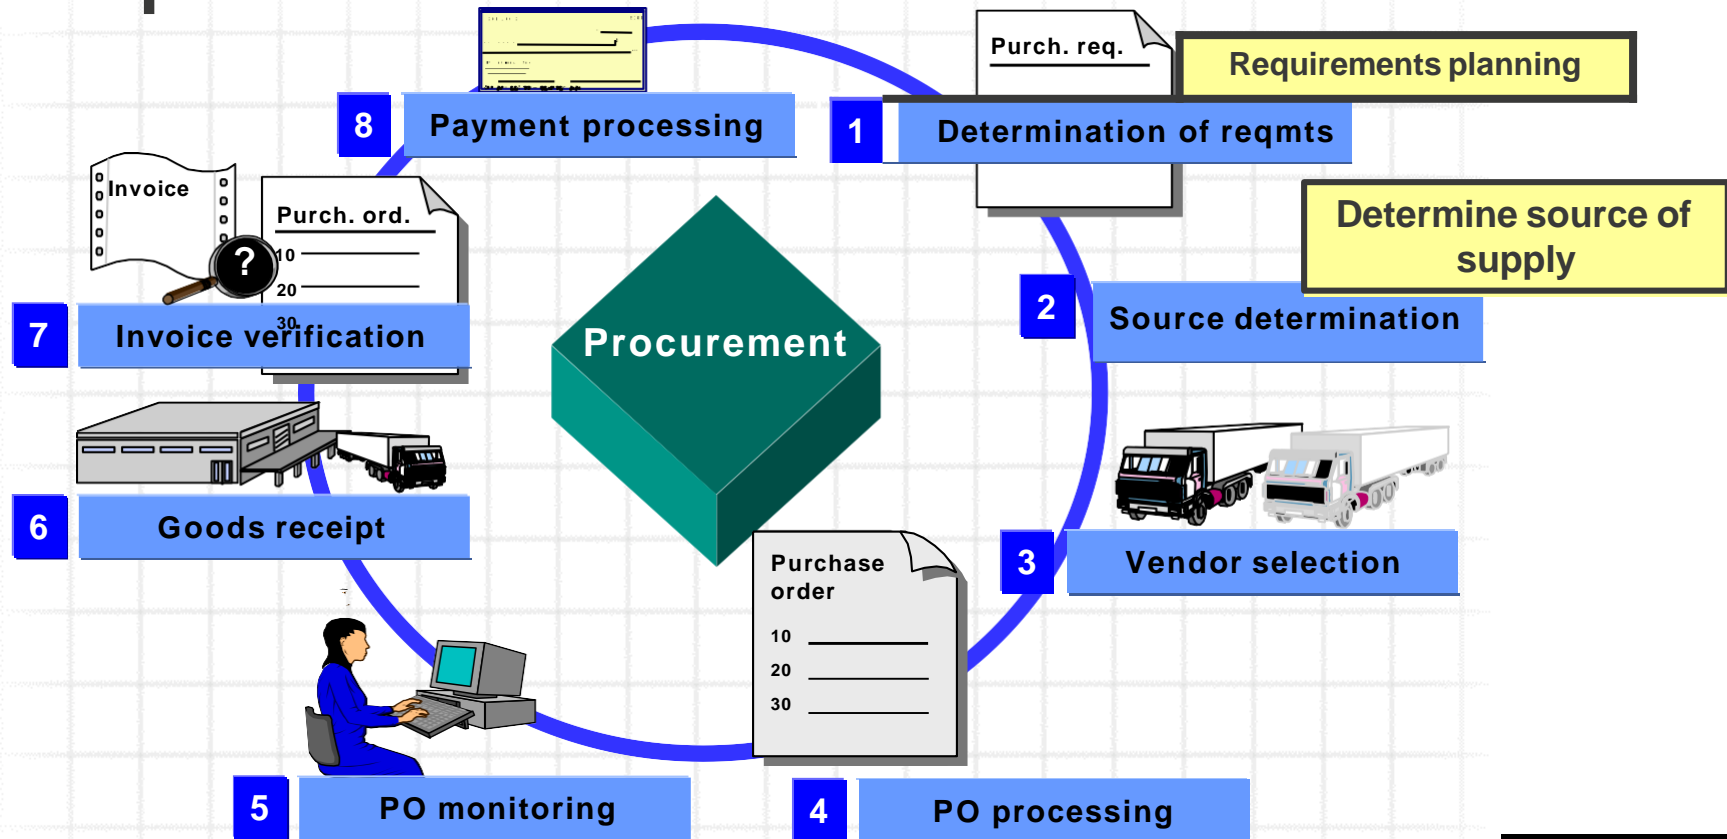 Purch. req.
Requirements planning
8
Payment processing
1
Determination of reqmts
Invoice
Purch. ord.
10
20
30
?
Determine source of
supply
7
Invoice verification
Procurement
2
Source determination
6
Goods receipt
3
Vendor selection
Purchase
order
10
20
30
5
PO monitoring
4
PO processing